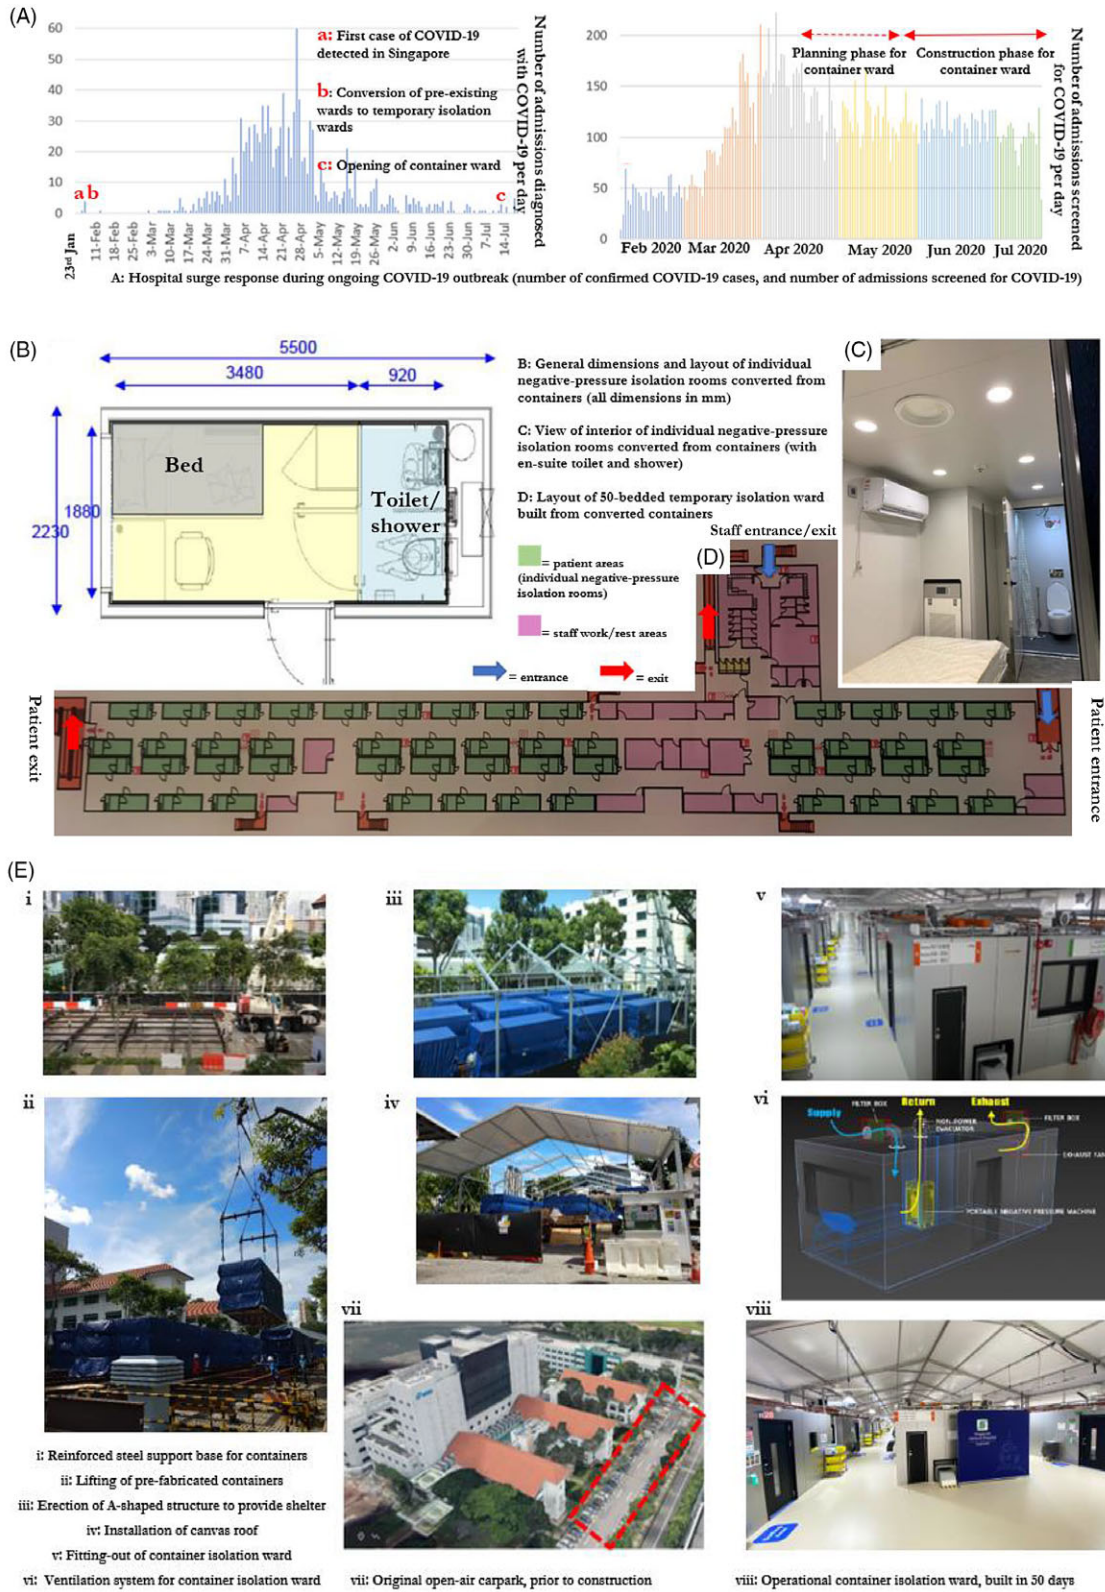 (A)
60
50
40
30
20
10
0
a: First case of COVID-19
detected in Singapore
b: Conversion of pre-existing
wards to temporary isolation
wards
c: Opening of container ward
a b
c
Number of admissions diagnosed
with COVID-19 per day
23rd Jan
11-Feb
18-Feb
25-Feb
3-Mar
10-Mar
17-Mar
24-Mar
31-Mar
7-Apr
14-Apr
21-Apr
28-Apr
5-May
12-May
19-May
26-May
2-Jun
9-Jun
16-Jun
23-Jun
30-Jun
7-Jul
14-Jul
200
150
100
50
0
Planning phase for
container ward
Construction phase for
container ward
Number of admissions screened
for COVID-19 per day
Feb 2020
Mar 2020
Apr 2020
May 2020
Jun 2020
Jul 2020
A: Hospital surge response during ongoing COVID-19 outbreak (number of confirmed COVID-19 cases, and number of admissions screened for COVID-19)
(B)
5500
3480
920
2230
1880
Bed
Toilet/
shower
B: General dimensions and layout of individual
negative-pressure isolation rooms converted from
containers (all dimensions in mm)
C: View of interior of individual negative-pressure
isolation rooms converted from containers (with
en-suite toilet and shower)
D: Layout of 50-bedded temporary isolation ward
built from converted containers
(C)
Staff entrance/exit
(D)
= patient areas
(individual negative-pressure
isolation rooms)
= staff work/rest areas
= entrance
= exit
Patient exit
Patient entrance
(E)
i
ii
iii
iv
v
vi
Supply
FILTER BOX
Return
NON-POWER
EVACUATOR
Exhaust
FILTER BOX
EXHAUST FAN
PORTABLE NEGATIVE PRESSURE MACHINE
vii
viii
i: Reinforced steel support base for containers
ii: Lifting of pre-fabricated containers
iii: Erection of A-shaped structure to provide shelter
iv: Installation of canvas roof
v: Fitting-out of container isolation ward
vi: Ventilation system for container isolation ward
vii: Original open-air carpark, prior to construction
viii: Operational container isolation ward, built in 50 days